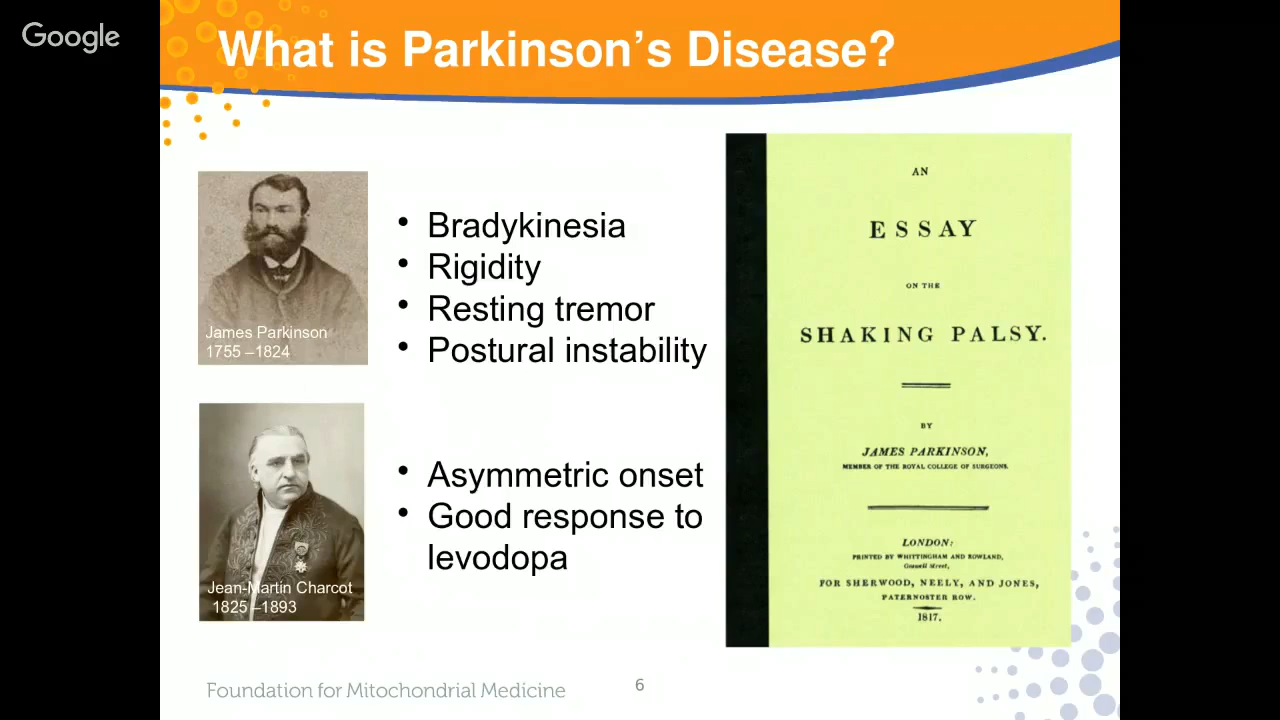 Google
What is Parkinson’s Disease?
James Parkinson
1755 –1824
• Bradykinesia
• Rigidity
• Resting tremor
• Postural instability
Jean-Martin Charcot
1825 –1893
• Asymmetric onset
• Good response to
levodopa
AN
ESSAY
ON THE
SHAKING PALSY.
BY
JAMES PARKINSON,
MEMBER OF THE ROYAL COLLEGE OF SURGEONS.
LONDON:
PRINTED BY WHITTINGHAM AND ROWLAND,
Goswell Street,
FOR SHERWOOD, NEELY, AND JONES,
PATERNOSTER ROW.
1817.
Foundation for Mitochondrial Medicine
6